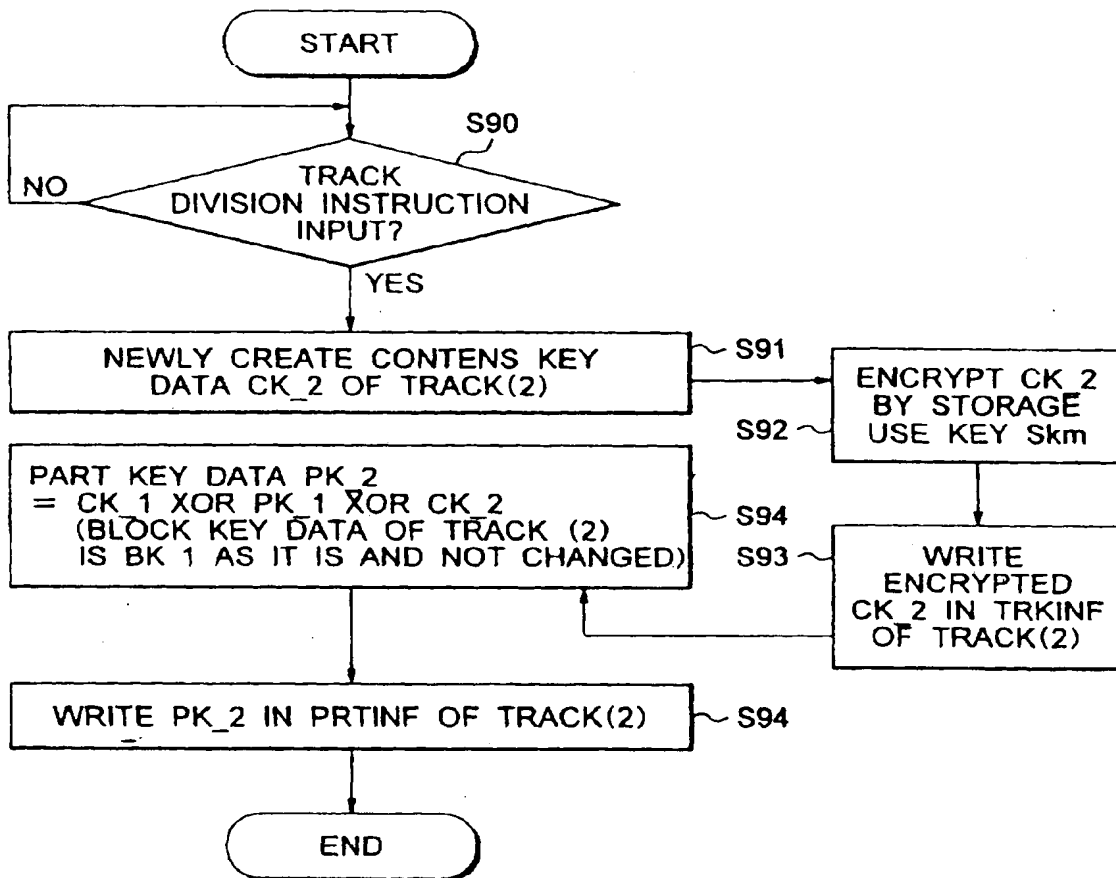 START
S90
TRACK
DIVISION INSTRUCTION
INPUT?
NO
YES
NEWLY CREATE CONTENS KEY
DATA CK_2 OF TRACK(2)
S91
ENCRYPT CK_2
BY STORAGE
USE KEY Skm
S92
WRITE
ENCRYPTED
CK_2 IN TRKINF
OF TRACK(2)
S93
PART KEY DATA PK_2
= CK_1 XOR PK_1 XOR CK_2
(BLOCK KEY DATA OF TRACK (2)
IS BK 1 AS IT IS AND NOT CHANGED)
S94
WRITE PK_2 IN PRTINF OF TRACK(2)
S94
END